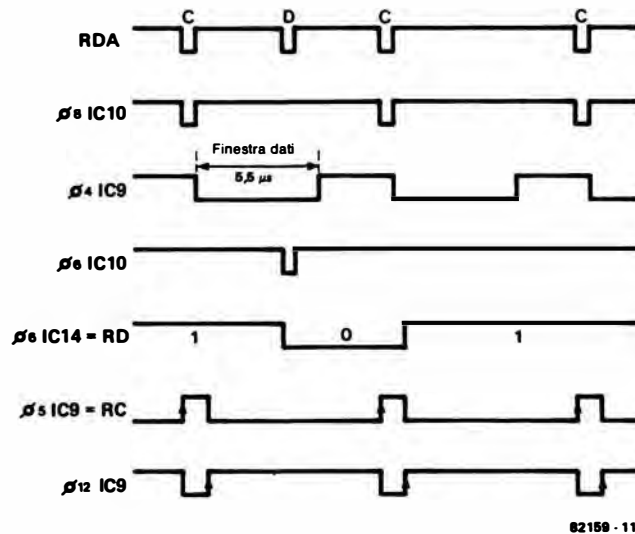 C D C C
RDA
ø8 IC10
Finestra dati
5,5 µs
ø4 IC9
ø6 IC10
ø6 IC14 = RD
1 0 1
ø5 IC9 = RC
ø12 IC9
82159 - 11